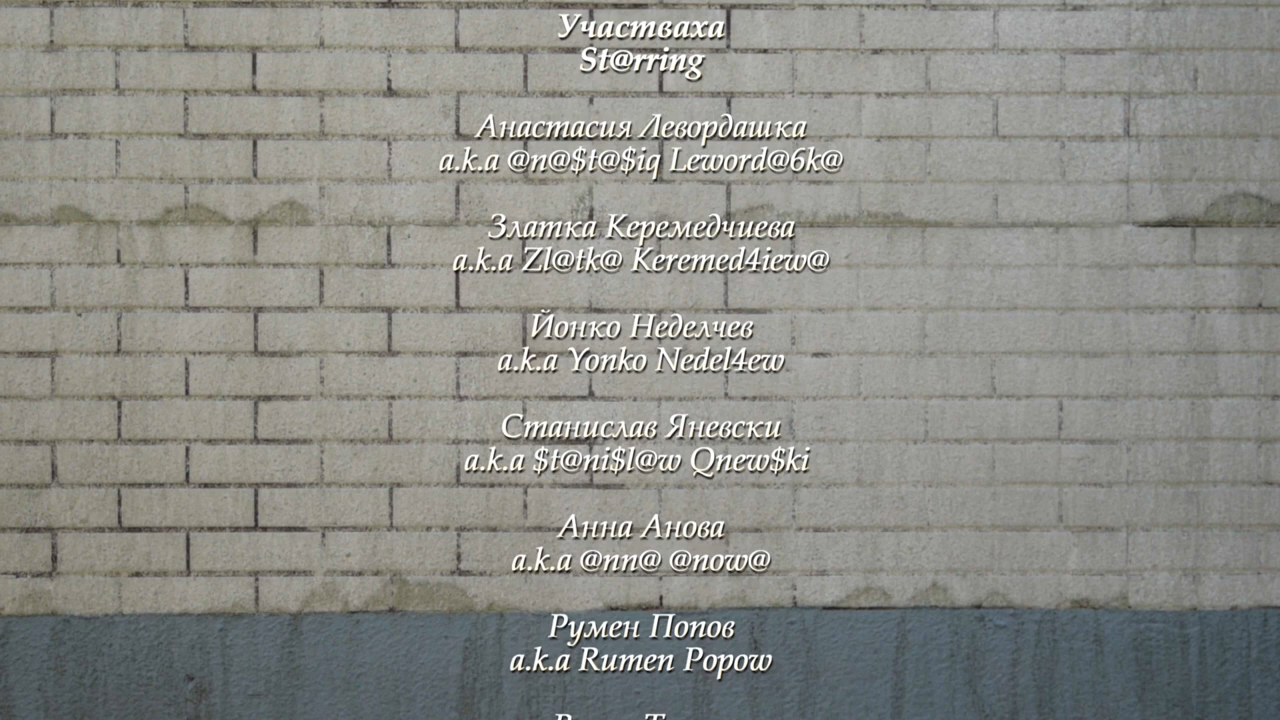 Участваха
St@rring
Анастасия Левордашка
a.k.a @n@$t@$iq Leword@6k@
Златка Керемедчиева
a.k.a Zl@tk@ Keremed4iew@
Йонко Неделчев
a.k.a Yonko Nedel4ew
Станислав Яневски
a.k.a $t@ni$l@w Qnew$ki
Анна Анова
a.k.a @nn@ @now@
Румен Попов
a.k.a Rumen Popow